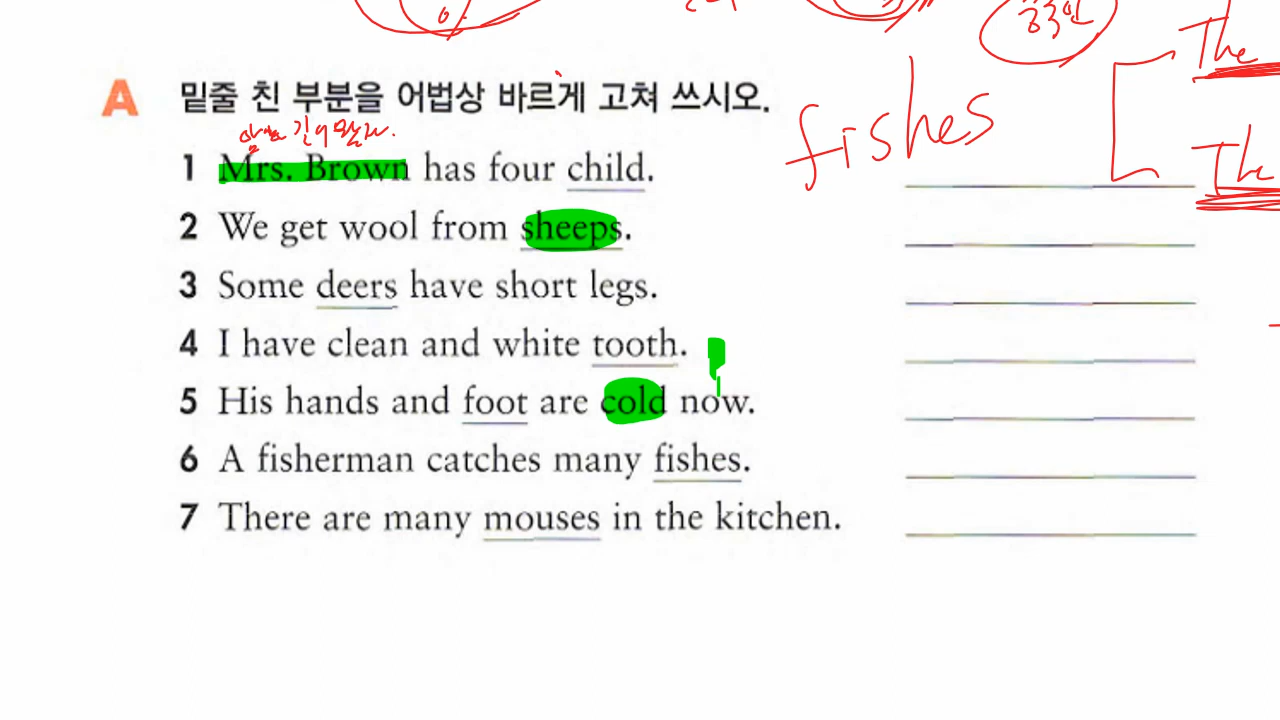 The
A 밑줄 친 부분을 어법상 바르게 고쳐 쓰시오.
fishes
The
1 Mrs. Brown has four child.
2 We get wool from sheeps.
3 Some deers have short legs.
4 I have clean and white tooth.
5 His hands and foot are cold now.
6 A fisherman catches many fishes.
7 There are many mouses in the kitchen.